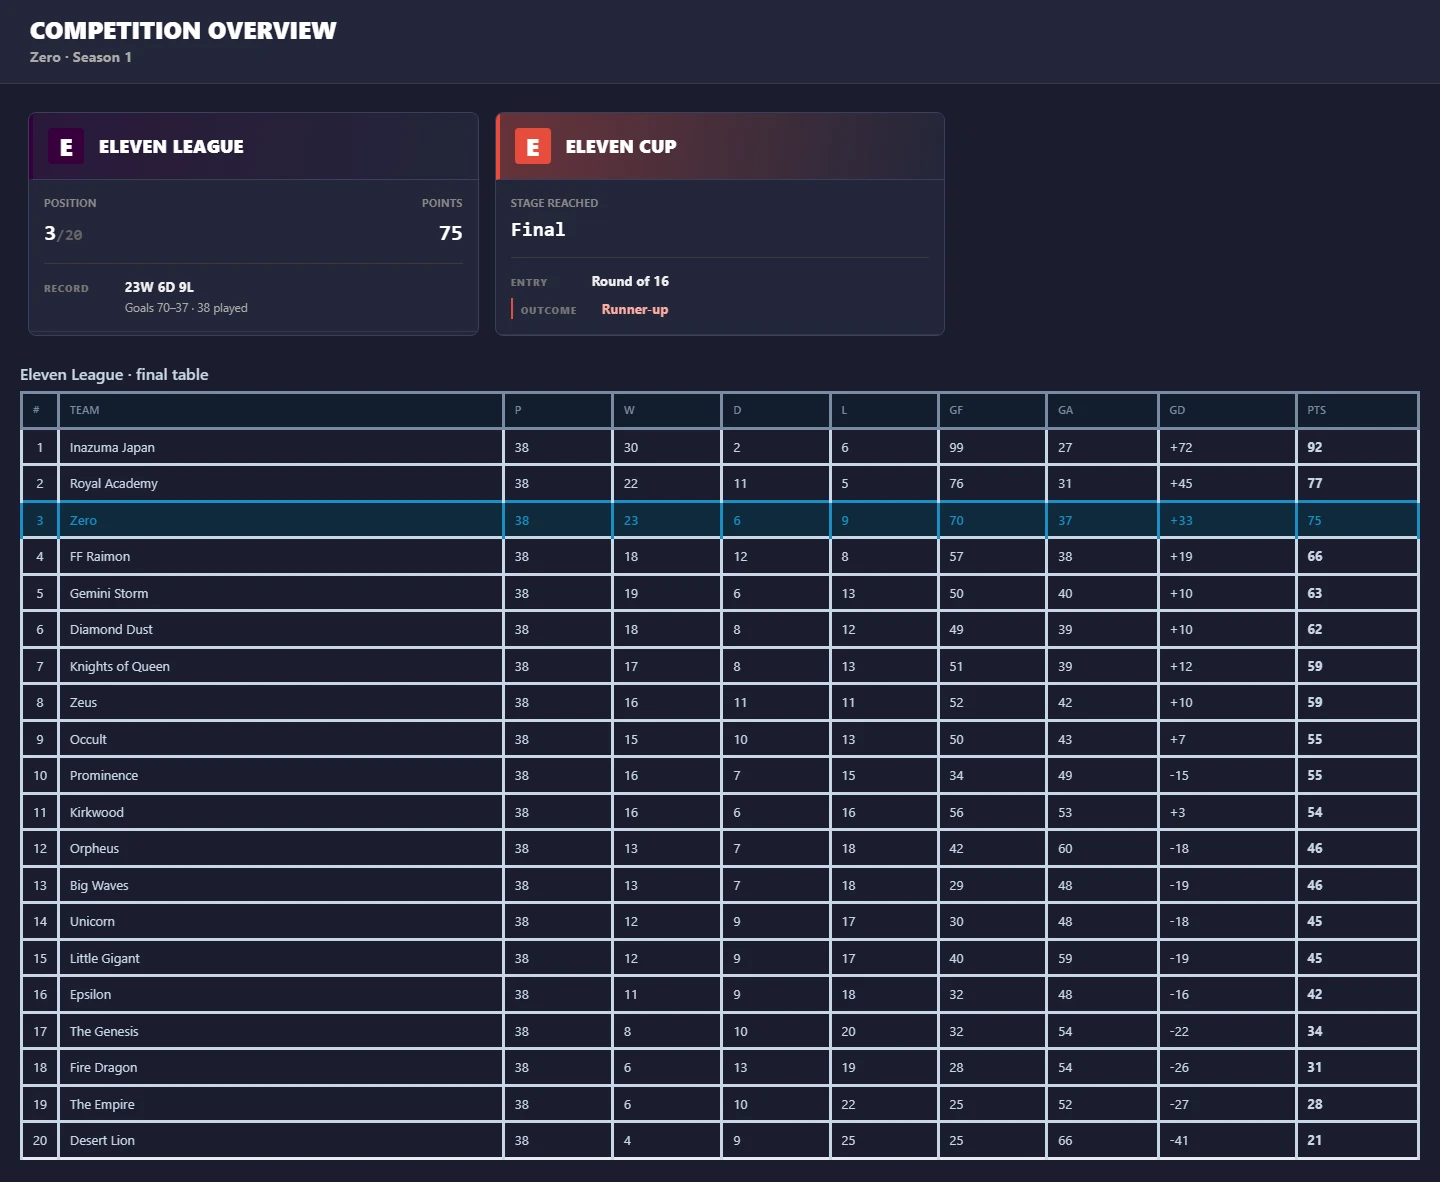 COMPETITION OVERVIEW
Zero · Season 1
E ELEVEN LEAGUE
POSITION POINTS
3/20 75
RECORD 23W 6D 9L
Goals 70–37 · 38 played
E ELEVEN CUP
STAGE REACHED
Final
ENTRY Round of 16
OUTCOME Runner-up
Eleven League · final table
# TEAM P W D L GF GA GD PTS
1 Inazuma Japan 38 30 2 6 99 27 +72 92
2 Royal Academy 38 22 11 5 76 31 +45 77
3 Zero 38 23 6 9 70 37 +33 75
4 FF Raimon 38 18 12 8 57 38 +19 66
5 Gemini Storm 38 19 6 13 50 40 +10 63
6 Diamond Dust 38 18 8 12 49 39 +10 62
7 Knights of Queen 38 17 8 13 51 39 +12 59
8 Zeus 38 16 11 11 52 42 +10 59
9 Occult 38 15 10 13 50 43 +7 55
10 Prominence 38 16 7 15 34 49 -15 55
11 Kirkwood 38 16 6 16 56 53 +3 54
12 Orpheus 38 13 7 18 42 60 -18 46
13 Big Waves 38 13 7 18 29 48 -19 46
14 Unicorn 38 12 9 17 30 48 -18 45
15 Little Gigant 38 12 9 17 40 59 -19 45
16 Epsilon 38 11 9 18 32 48 -16 42
17 The Genesis 38 8 10 20 32 54 -22 34
18 Fire Dragon 38 6 13 19 28 54 -26 31
19 The Empire 38 6 10 22 25 52 -27 28
20 Desert Lion 38 4 9 25 25 66 -41 21